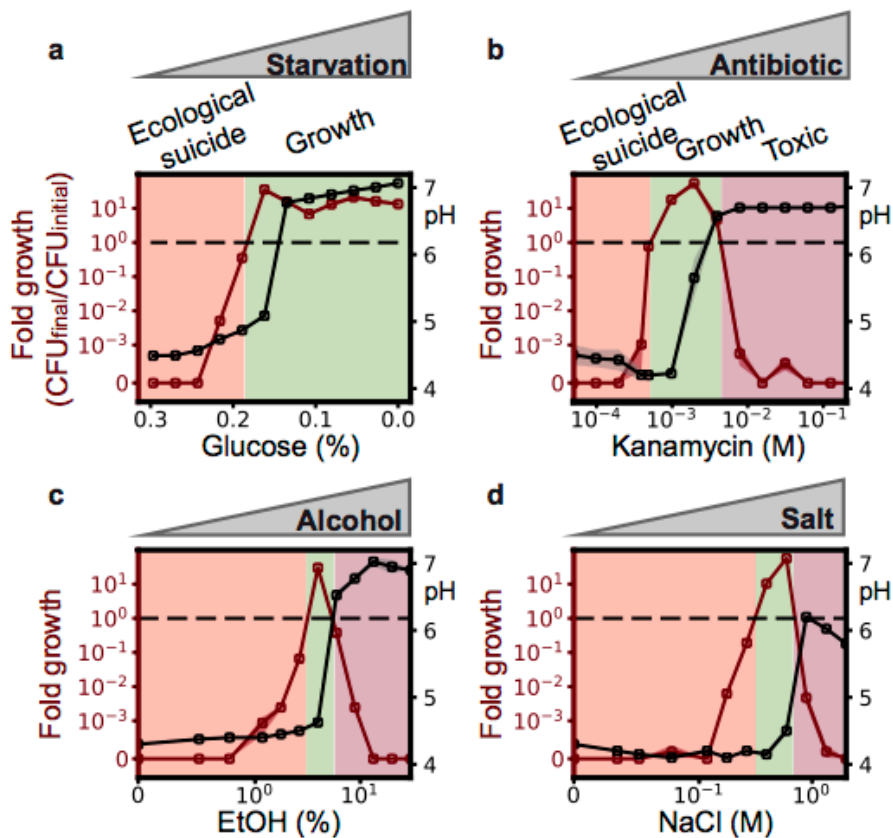 a
Starvation
Ecological
suicide
Growth
Fold growth
(CFUfinal/CFUinitial)
10¹
10⁰
10⁻¹
10⁻²
10⁻³
0
7
pH
6
5
4
0.3
0.2
0.1
0.0
Glucose (%)
b
Antibiotic
Ecological
suicide
Growth
Toxic
10¹
10⁰
10⁻¹
10⁻²
10⁻³
0
7
pH
6
5
4
10⁻⁴
10⁻³
10⁻²
10⁻¹
Kanamycin (M)
c
Alcohol
Fold growth
10¹
10⁰
10⁻¹
10⁻²
10⁻³
0
7
pH
6
5
4
0
10⁰
10¹
EtOH (%)
d
Salt
Fold growth
10¹
10⁰
10⁻¹
10⁻²
10⁻³
0
7
pH
6
5
4
0
10⁻¹
10⁰
NaCl (M)